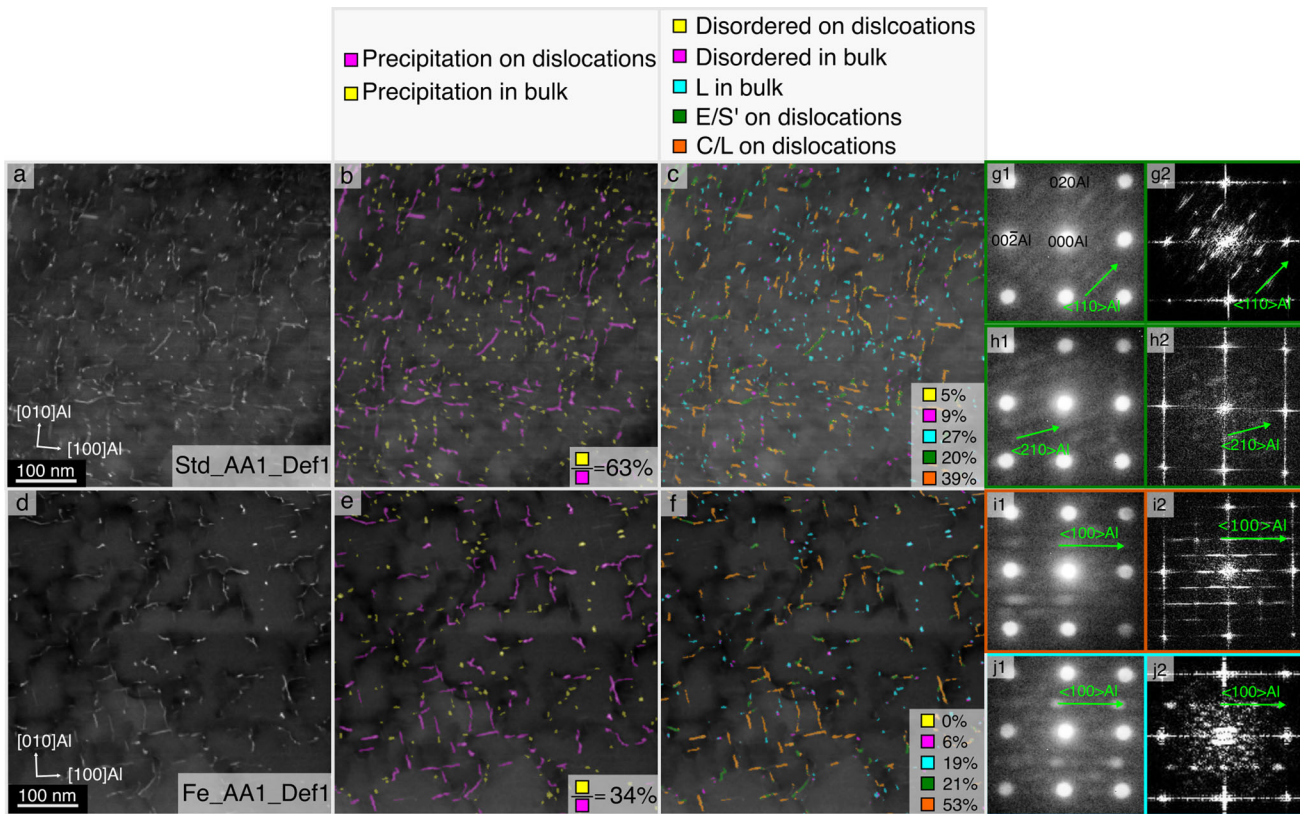 Precipitation on dislocations
Precipitation in bulk
Disordered on dislcoations
Disordered in bulk
L in bulk
E/S' on dislocations
C/L on dislocations
a
[010]Al
[100]Al
100 nm
Std_AA1_Def1
b
=63%
c
5%
9%
27%
20%
39%
g1
020Al
002̄Al
000Al
<110>Al
g2
<110>Al
h1
<210>Al
h2
<210>Al
d
[010]Al
[100]Al
100 nm
Fe_AA1_Def1
e
= 34%
f
0%
6%
19%
21%
53%
i1
<100>Al
i2
<100>Al
j1
<100>Al
j2
<100>Al